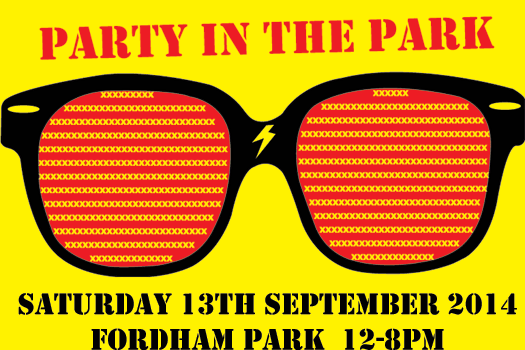 PARTY IN THE PARK
SATURDAY 13TH SEPTEMBER 2014
FORDHAM PARK 12-8PM